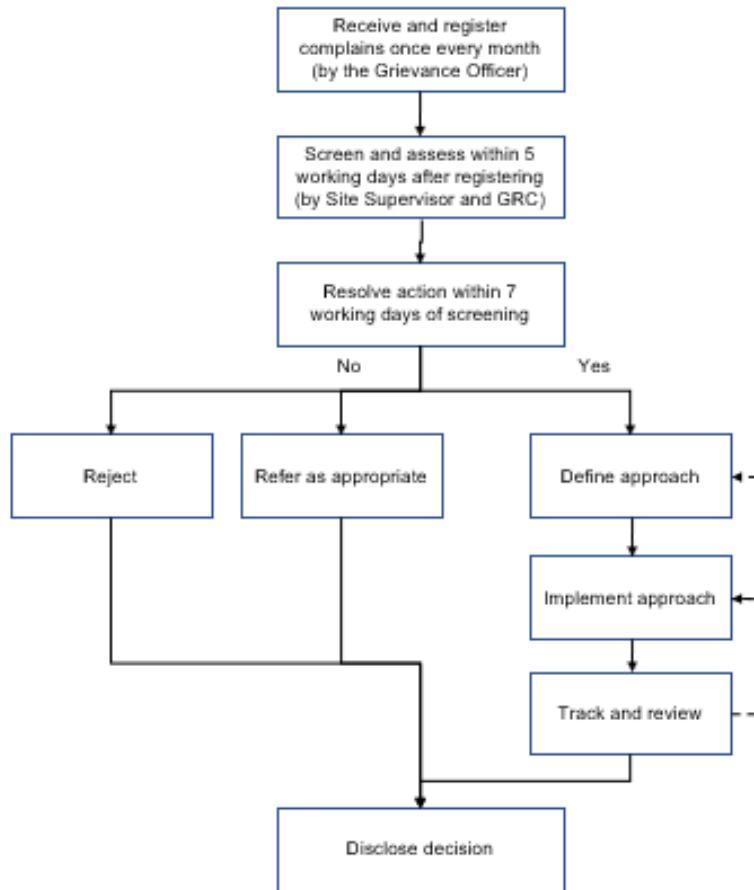 Receive and register
complains once every month
(by the Grievance Officer)
Screen and assess within 5
working days after registering
(by Site Supervisor and GRC)
Resolve action within 7
working days of screening
No
Yes
Reject
Refer as appropriate
Define approach
Implement approach
Track and review
Disclose decision